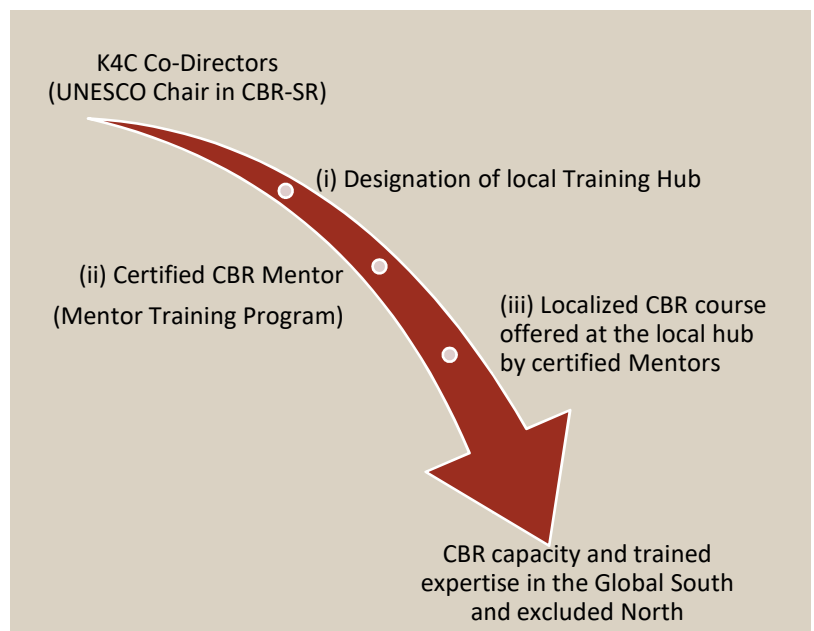 K4C Co-Directors
(UNESCO Chair in CBR-SR)
(i) Designation of local Training Hub
(ii) Certified CBR Mentor
(Mentor Training Program)
(iii) Localized CBR course
offered at the local hub
by certified Mentors
CBR capacity and trained
expertise in the Global South
and excluded North